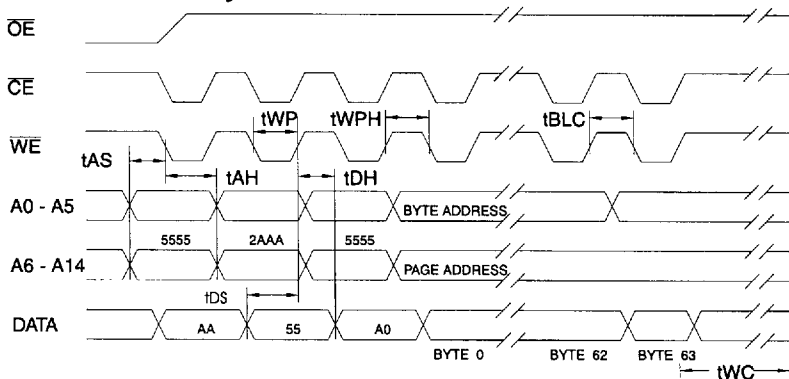 OE
CE
tWP tWPH tBLC
WE
tAS tAH tDH
A0 - A5 BYTE ADDRESS
5555 2AAA 5555
A6 - A14 PAGE ADDRESS
tDS
DATA AA 55 A0
BYTE 0 BYTE 62 BYTE 63
tWC